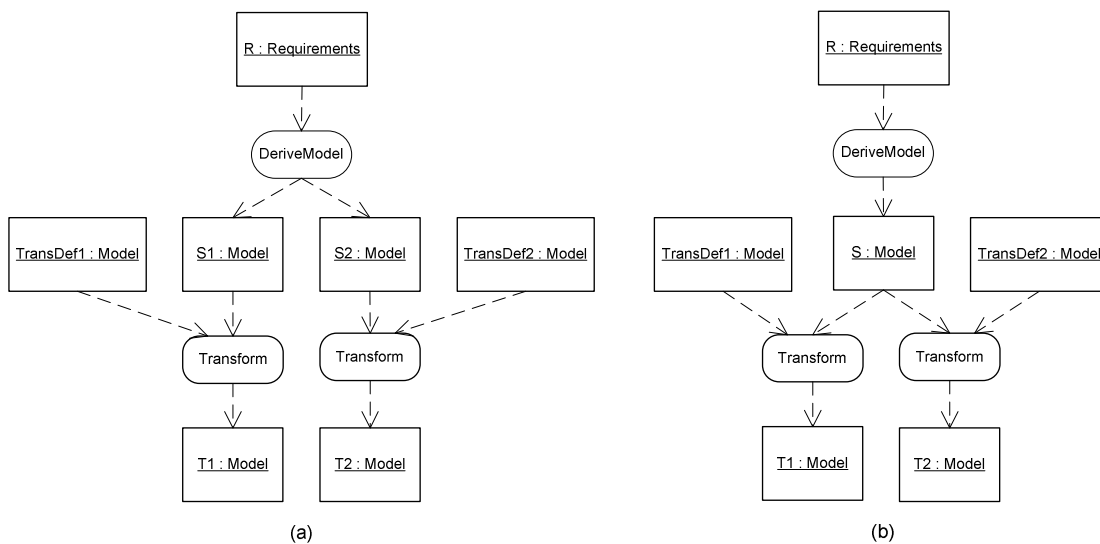 R : Requirements
DeriveModel
TransDef1 : Model
S1 : Model
S2 : Model
TransDef2 : Model
Transform
Transform
T1 : Model
T2 : Model
(a)
R : Requirements
DeriveModel
TransDef1 : Model
S : Model
TransDef2 : Model
Transform
Transform
T1 : Model
T2 : Model
(b)